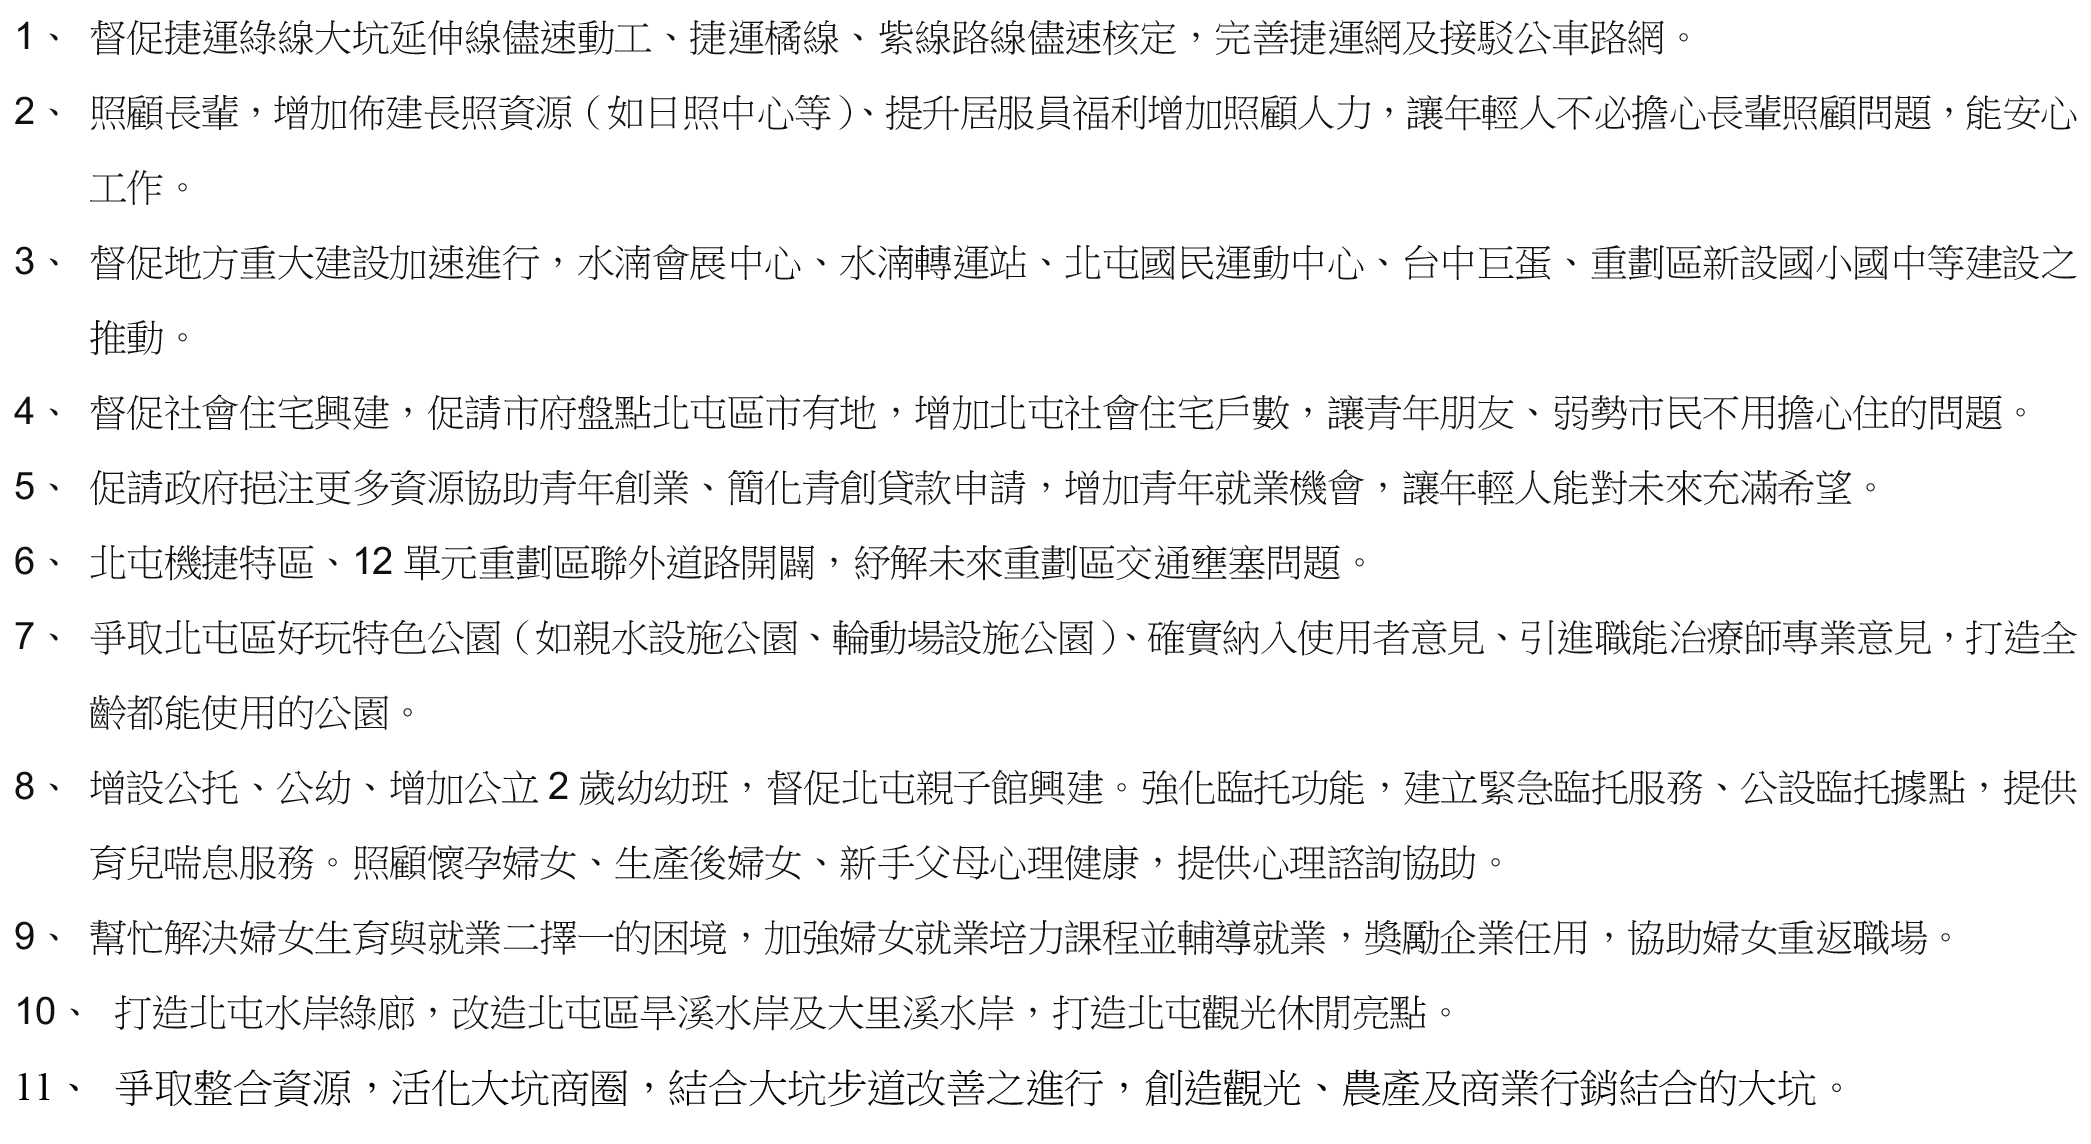 1、 督促捷運綠線大坑延伸線儘速動工、捷運橘線、紫線路線儘速核定，完善捷運網及接駁公車路網。
2、 照顧長輩，增加佈建長照資源（如日照中心等）、提升居服員福利增加照顧人力，讓年輕人不必擔心長輩照顧問題，能安心
工作。
3、 督促地方重大建設加速進行，水湳會展中心、水湳轉運站、北屯國民運動中心、台中巨蛋、重劃區新設國小國中等建設之
推動。
4、 督促社會住宅興建，促請市府盤點北屯區市有地，增加北屯社會住宅戶數，讓青年朋友、弱勢市民不用擔心住的問題。
5、 促請政府挹注更多資源協助青年創業、簡化青創貸款申請，增加青年就業機會，讓年輕人能對未來充滿希望。
6、 北屯機捷特區、12 單元重劃區聯外道路開闢，紓解未來重劃區交通壅塞問題。
7、 爭取北屯區好玩特色公園（如親水設施公園、輪動場設施公園）、確實納入使用者意見、引進職能治療師專業意見，打造全
齡都能使用的公園。
8、 增設公托、公幼、增加公立 2 歲幼幼班，督促北屯親子館興建。強化臨托功能，建立緊急臨托服務、公設臨托據點，提供
育兒喘息服務。照顧懷孕婦女、生產後婦女、新手父母心理健康，提供心理諮詢協助。
9、 幫忙解決婦女生育與就業二擇一的困境，加強婦女就業培力課程並輔導就業，獎勵企業任用，協助婦女重返職場。
10、 打造北屯水岸綠廊，改造北屯區旱溪水岸及大里溪水岸，打造北屯觀光休閒亮點。
11、 爭取整合資源，活化大坑商圈，結合大坑步道改善之進行，創造觀光、農產及商業行銷結合的大坑。